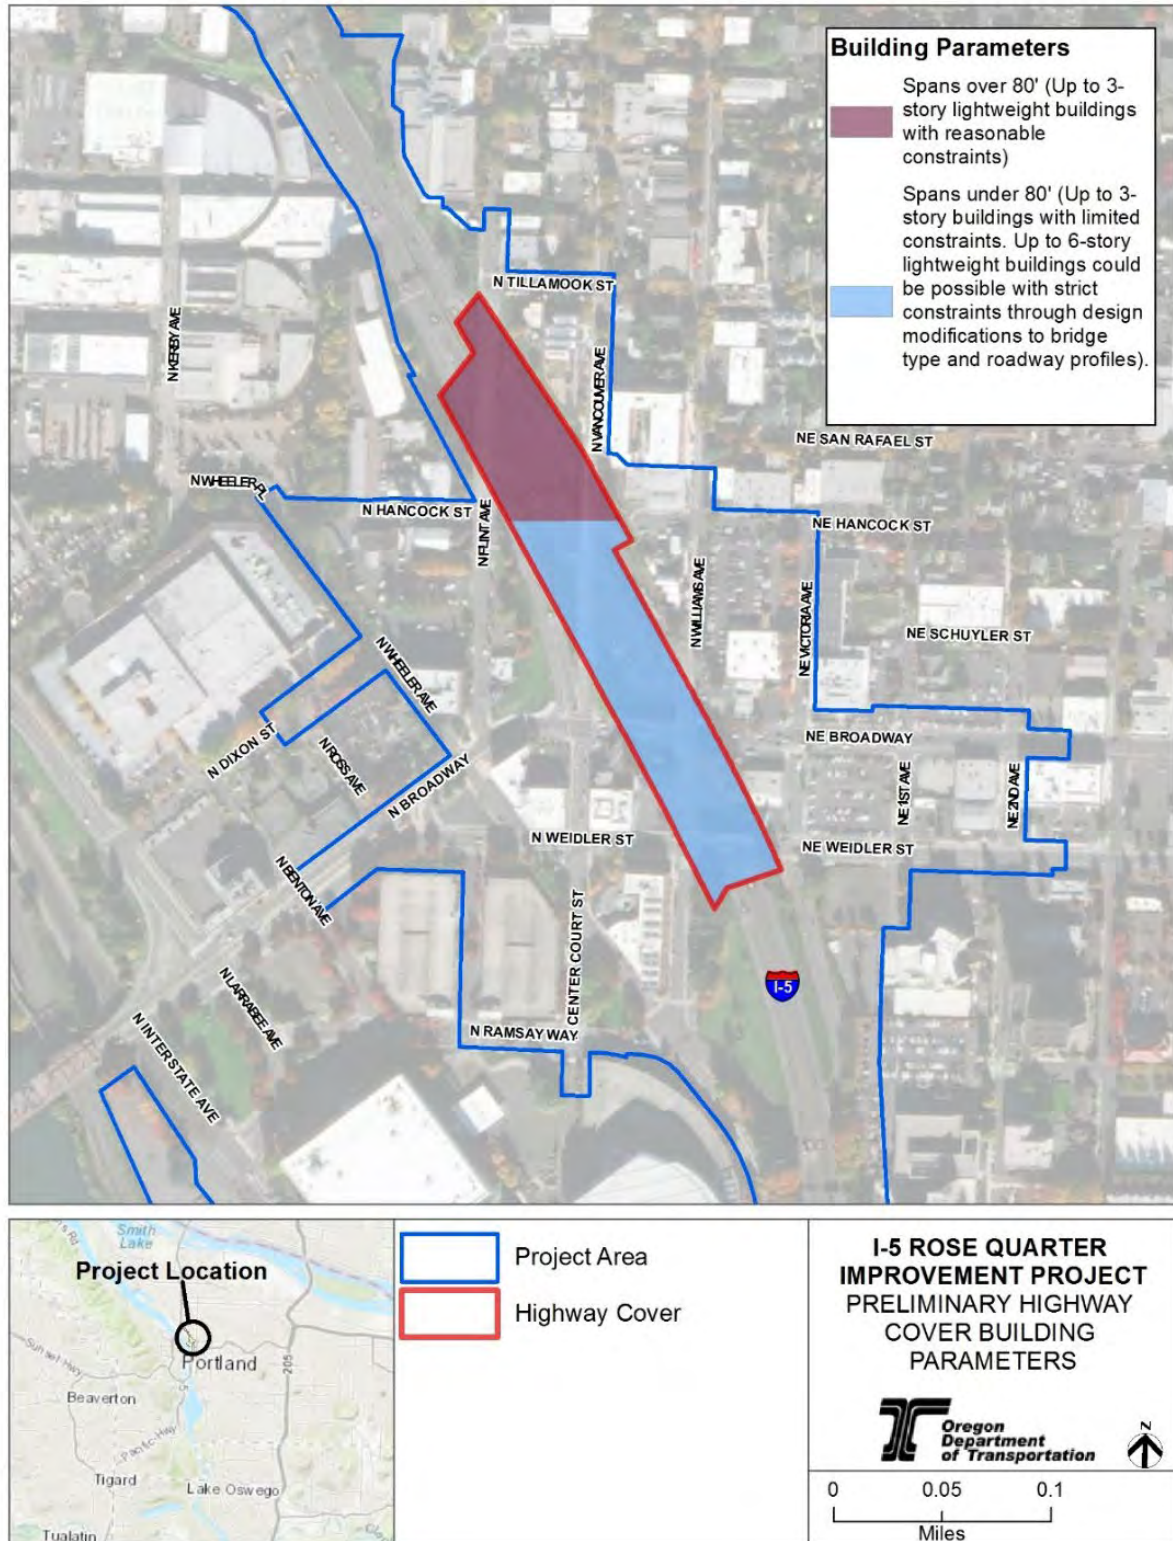 Building Parameters
Spans over 80' (Up to 3-
story lightweight buildings
with reasonable
constraints)
Spans under 80' (Up to 3-
story buildings with limited
constraints. Up to 6-story
lightweight buildings could
be possible with strict
constraints through design
modifications to bridge
type and roadway profiles).
N TILLAMOOK ST
N KERBY AVE
N VANCOUVER AVE
NE SAN RAFAEL ST
N WHEELER PL
N HANCOCK ST
N FLINT AVE
NE HANCOCK ST
N WILLIAMS AVE
NE VICTORIA AVE
NE SCHUYLER ST
N WHEELER AVE
N DIXON ST
N ROSS AVE
N BROADWAY
NE BROADWAY
NE 1ST AVE
NE 2ND AVE
N WEIDLER ST
NE WEIDLER ST
N BENTON AVE
CENTER COURT ST
N LARRABEE AVE
I-5
N RAMSAY WAY
N INTERSTATE AVE
Smith
Lake
Project Location
Portland
205
Sunset Hwy
Beaverton
5
Pacific Hwy
Tigard
Lake Oswego
Tualatin
Project Area
Highway Cover
I-5 ROSE QUARTER
IMPROVEMENT PROJECT
PRELIMINARY HIGHWAY
COVER BUILDING
PARAMETERS
Oregon
Department
of Transportation
N
0 0.05 0.1
Miles